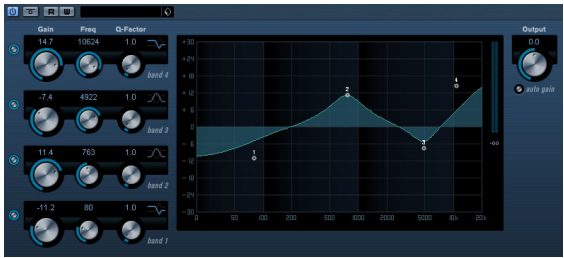 R W
Gain Freq Q-Factor
14.7 10624 1.0
band 4
-7.4 4922 1.0
band 3
11.4 763 1.0
band 2
-11.2 80 1.0
band 1
+30
+24
+18
+12
+ 6
0
- 6
- 12
- 18
- 24
- 30
0 50 100 200 500 1000 2000 5000 10k 20k
1
2
3
4
-oo
Output
0.0
auto gain